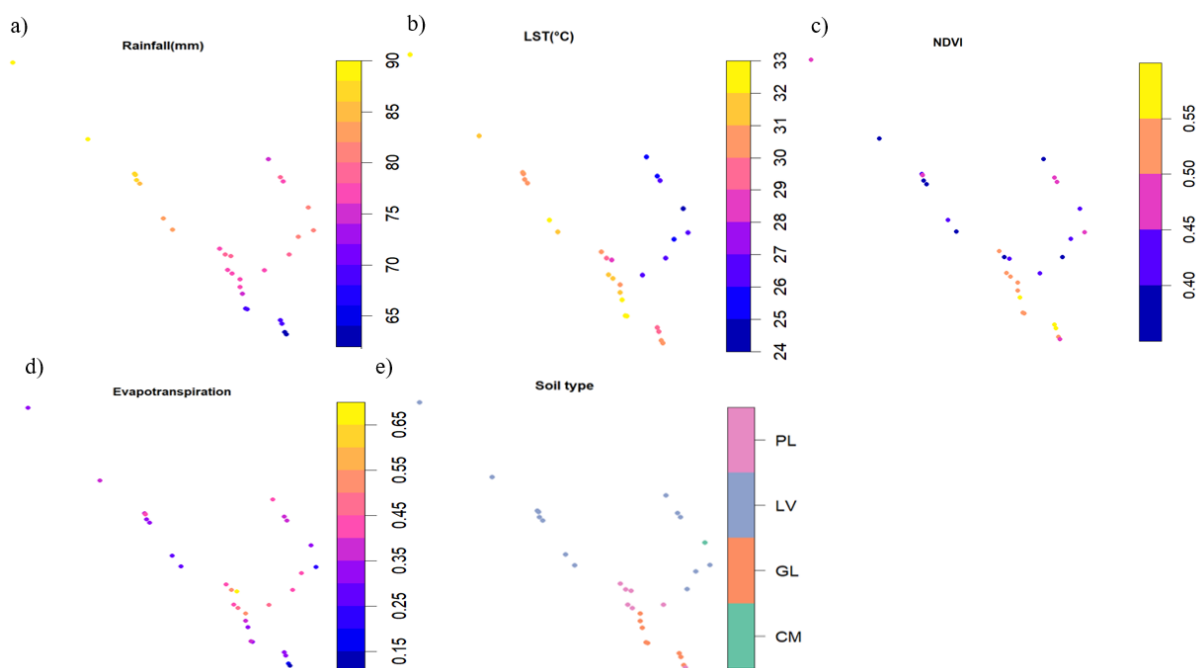 a)
Rainfall(mm)
90
85
80
75
70
65
b)
LST(°C)
33
32
31
30
29
28
27
26
25
24
c)
NDVI
0.55
0.50
0.45
0.40
d)
Evapotranspiration
0.65
0.55
0.45
0.35
0.25
0.15
e)
Soil type
PL
LV
GL
CM